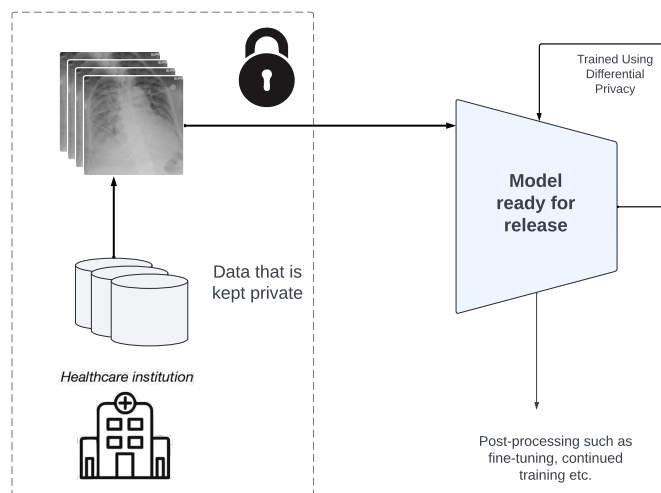 Trained Using
Differential
Privacy
Model
ready for
release
Data that is
kept private
Healthcare institution
Post-processing such as
fine-tuning, continued
training etc.